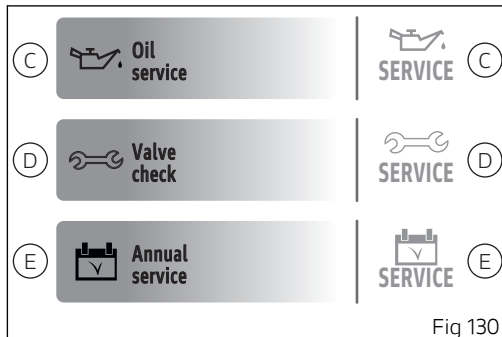 C Oil service SERVICE C
D Valve check SERVICE D
E Annual service SERVICE E
Fig 130